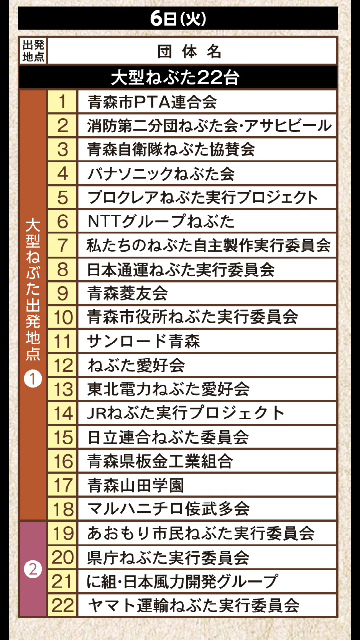 6日(火)
出発地点 団体名
大型ねぶた22台
大型ねぶた出発地点 1
1 青森市PTA連合会
2 消防第二分団ねぶた会・アサヒビール
3 青森自衛隊ねぶた協賛会
4 パナソニックねぶた会
5 プロクレアねぶた実行プロジェクト
6 NTTグループねぶた
7 私たちのねぶた自主製作実行委員会
8 日本通運ねぶた実行委員会
9 青森菱友会
10 青森市役所ねぶた実行委員会
11 サンロード青森
12 ねぶた愛好会
13 東北電力ねぶた愛好会
14 JRねぶた実行プロジェクト
15 日立連合ねぶた委員会
16 青森県板金工業組合
17 青森山田学園
18 マルハニチロ侫武多会
2
19 あおもり市民ねぶた実行委員会
20 県庁ねぶた実行委員会
21 に組・日本風力開発グループ
22 ヤマト運輸ねぶた実行委員会